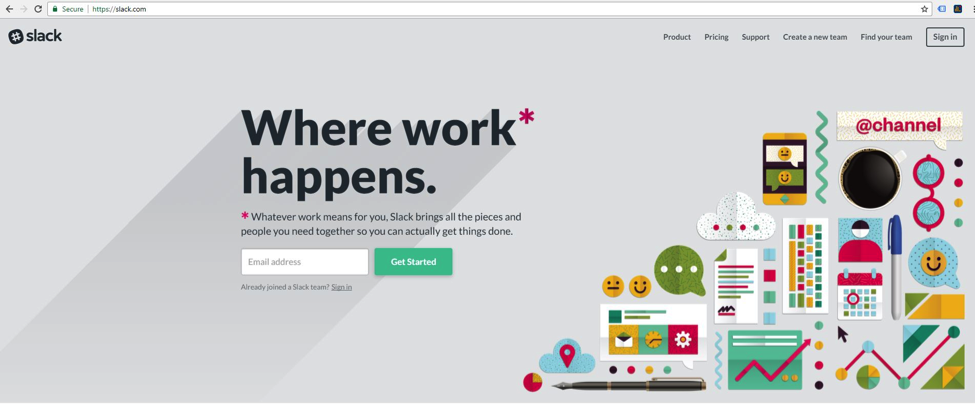 Secure
https://slack.com
slack
Product
Pricing
Support
Create a new team
Find your team
Sign in
Where work*
happens.
* Whatever work means for you, Slack brings all the pieces and
people you need together so you can actually get things done.
Email address
Get Started
Already joined a Slack team? Sign in
@channel